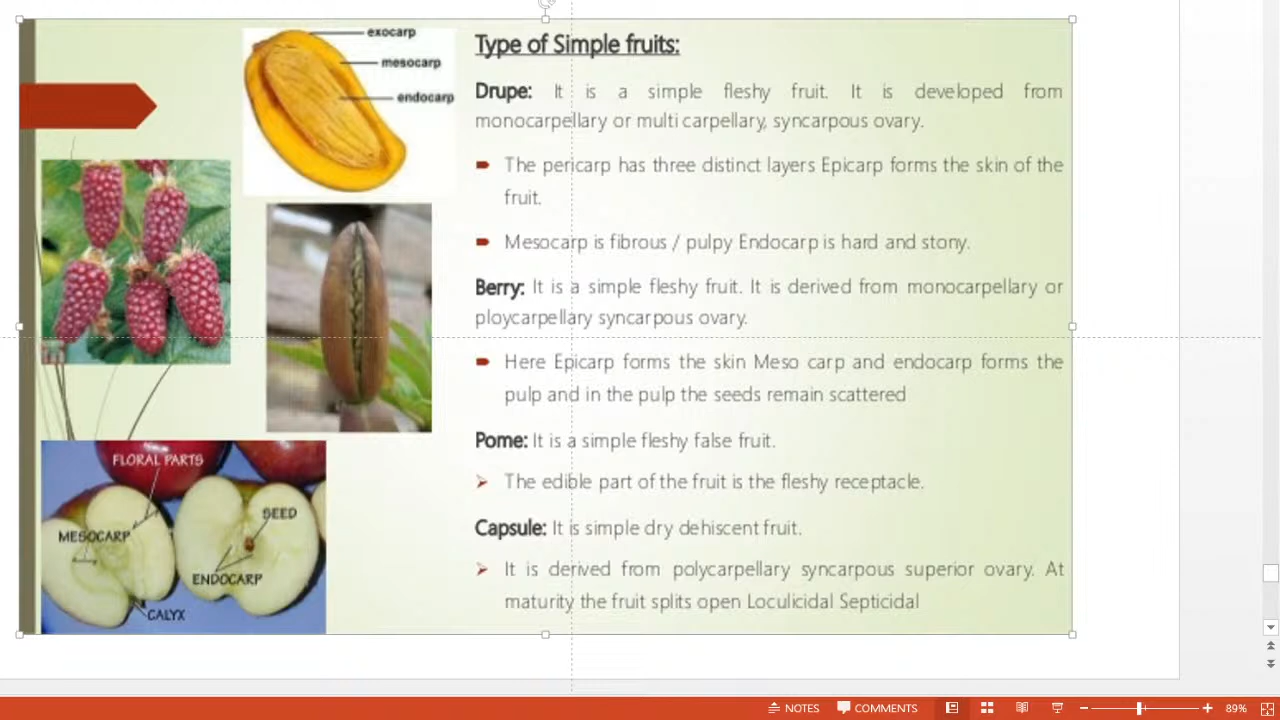 exocarp
mesocarp
endocarp
Type of Simple fruits:
Drupe: It is a simple fleshy fruit. It is developed from
monocarpellary or multi carpellary, syncarpous ovary.
The pericarp has three distinct layers Epicarp forms the skin of the
fruit.
Mesocarp is fibrous / pulpy Endocarp is hard and stony.
Berry: It is a simple fleshy fruit. It is derived from monocarpellary or
ploycarpellary syncarpous ovary.
Here Epicarp forms the skin Meso carp and endocarp forms the
pulp and in the pulp the seeds remain scattered
Pome: It is a simple fleshy false fruit.
The edible part of the fruit is the fleshy receptacle.
Capsule: It is simple dry dehiscent fruit.
It is derived from polycarpellary syncarpous superior ovary. At
maturity the fruit splits open Loculicidal Septicidal
FLORAL PARTS
MESOCARP
SEED
ENDOCARP
CALYX
NOTES
COMMENTS
89%